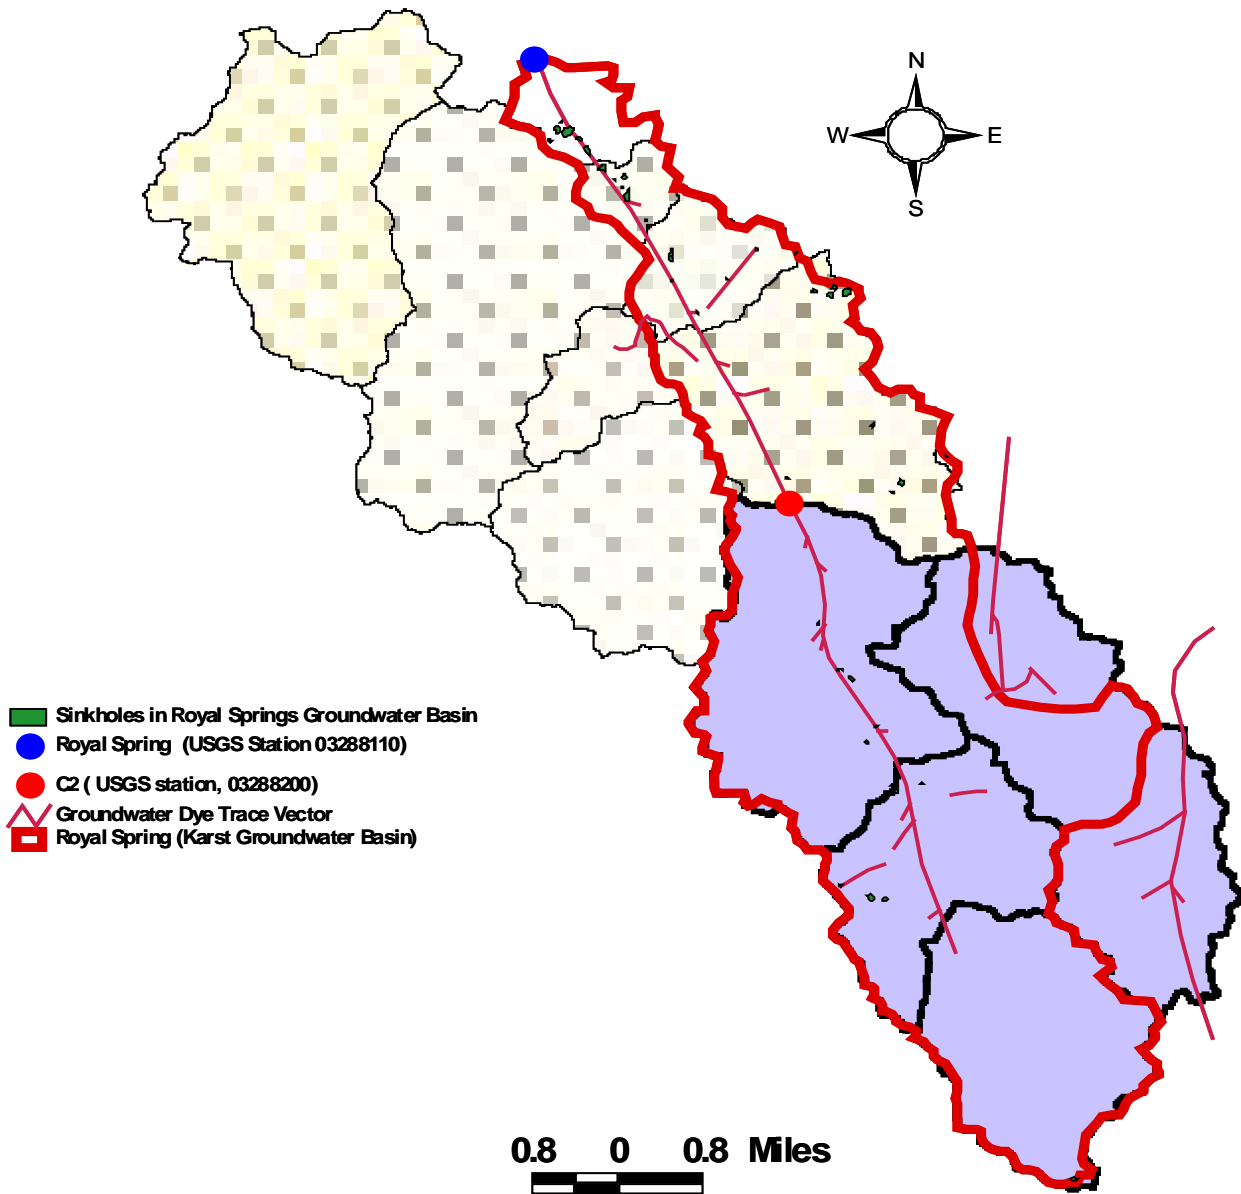 N
W E
S
Sinkholes in Royal Springs Groundwater Basin
Royal Spring (USGS Station 03288110)
C2 ( USGS station, 03288200)
Groundwater Dye Trace Vector
Royal Spring (Karst Groundwater Basin)
0.8 0 0.8 Miles